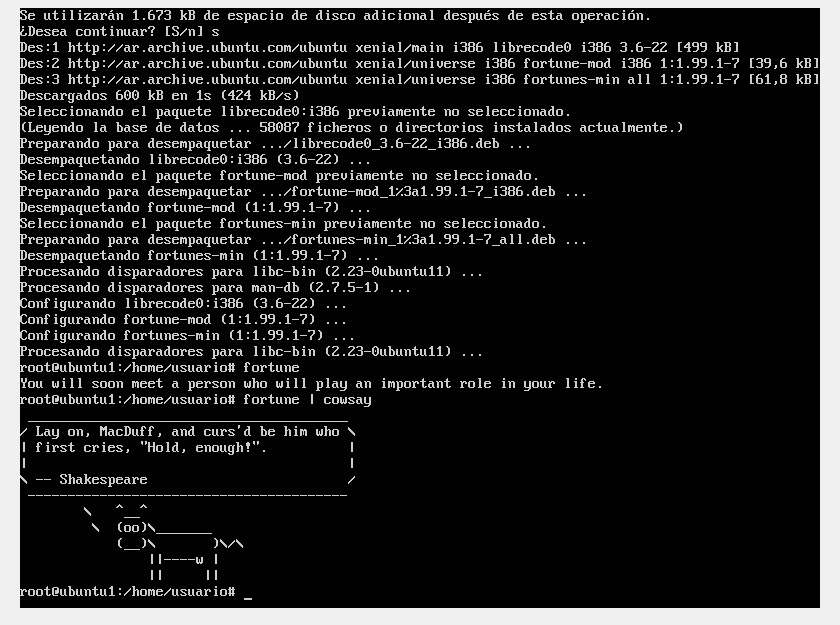 Se utilizarán 1.673 kB de espacio de disco adicional después de esta operación.
¿Desea continuar? [S/n] s
Des:1 http://ar.archive.ubuntu.com/ubuntu xenial/main i386 librecode0 i386 3.6-22 [499 kB]
Des:2 http://ar.archive.ubuntu.com/ubuntu xenial/universe i386 fortune-mod i386 1:1.99.1-7 [39,6 kB]
Des:3 http://ar.archive.ubuntu.com/ubuntu xenial/universe i386 fortunes-min all 1:1.99.1-7 [61,8 kB]
Descargados 600 kB en 1s (424 kB/s)
Seleccionando el paquete librecode0:i386 previamente no seleccionado.
(Leyendo la base de datos ... 58087 ficheros o directorios instalados actualmente.)
Preparando para desempaquetar .../librecode0_3.6-22_i386.deb ...
Desempaquetando librecode0:i386 (3.6-22) ...
Seleccionando el paquete fortune-mod previamente no seleccionado.
Preparando para desempaquetar .../fortune-mod_1%3a1.99.1-7_i386.deb ...
Desempaquetando fortune-mod (1:1.99.1-7) ...
Seleccionando el paquete fortunes-min previamente no seleccionado.
Preparando para desempaquetar .../fortunes-min_1%3a1.99.1-7_all.deb ...
Desempaquetando fortunes-min (1:1.99.1-7) ...
Procesando disparadores para libc-bin (2.23-0ubuntu11) ...
Procesando disparadores para man-db (2.7.5-1) ...
Configurando librecode0:i386 (3.6-22) ...
Configurando fortune-mod (1:1.99.1-7) ...
Configurando fortunes-min (1:1.99.1-7) ...
Procesando disparadores para libc-bin (2.23-0ubuntu11) ...
root@ubuntu1:/home/usuario# fortune
You will soon meet a person who will play an important role in your life.
root@ubuntu1:/home/usuario# fortune | cowsay
 ________________________________________
/ Lay on, MacDuff, and curs'd be him who \
| first cries, "Hold, enough!".          |
|                                        |
\ -- Shakespeare                         /
 ----------------------------------------
        \   ^__^
         \  (oo)\_______
            (__)\       )\/\
                ||----w |
                ||     ||
root@ubuntu1:/home/usuario# _